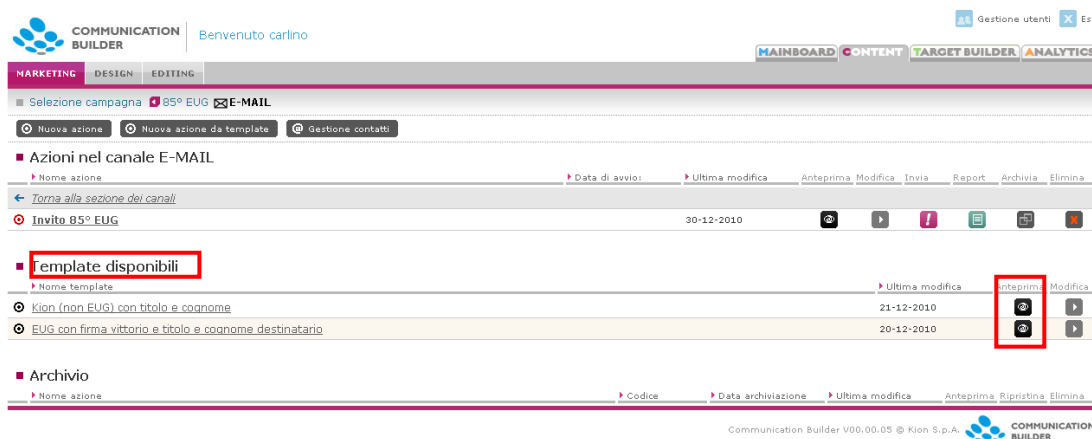 Gestione utenti Es
COMMUNICATION
BUILDER
Benvenuto carlino
MAINBOARD CONTENT TARGET BUILDER ANALYTICS
MARKETING DESIGN EDITING
Selezione campagna 85° EUG E-MAIL
Nuova azione Nuova azione da template Gestione contatti
Azioni nel canale E-MAIL
Nome azione Data di avvio: Ultima modifica Anteprima Modifica Invia Report Archivia Elimina
Torna alla sezione dei canali
Invito 85° EUG 30-12-2010
Template disponibili
Nome template Ultima modifica Anteprima Modifica
Kion (non EUG) con titolo e cognome 21-12-2010
EUG con firma vittorio e titolo e cognome destinatario 20-12-2010
Archivio
Nome azione Codice Data archiviazione Ultima modifica Anteprima Ripristina Elimina
Communication Builder V00.00.05 @ Kion S.p.A. COMMUNICATION
BUILDER